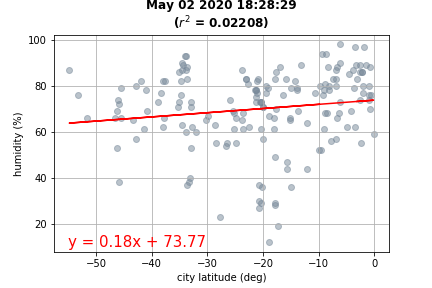 May 02 2020 18:28:29
(r² = 0.02208)
100
80
60
40
20
humidity (%)
y = 0.18x + 73.77
−50
−40
−30
−20
−10
0
city latitude (deg)